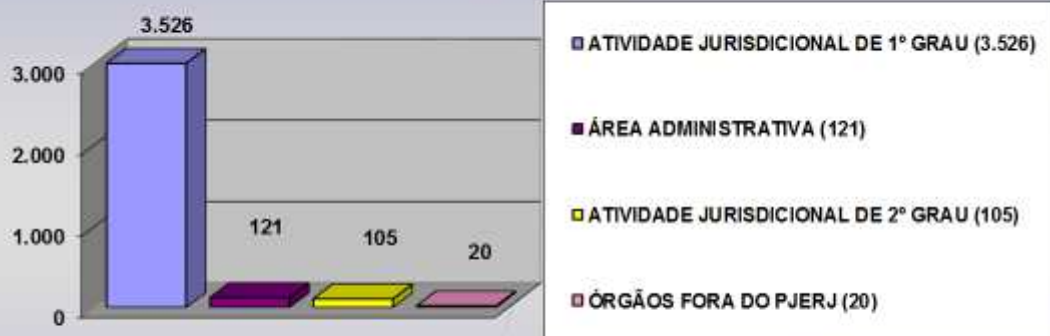 3.526
3.000
2.000
1.000
0
121
105
20
ATIVIDADE JURISDICIONAL DE 1º GRAU (3.526)
ÁREA ADMINISTRATIVA (121)
ATIVIDADE JURISDICIONAL DE 2º GRAU (105)
ÓRGÃOS FORA DO PJERJ (20)